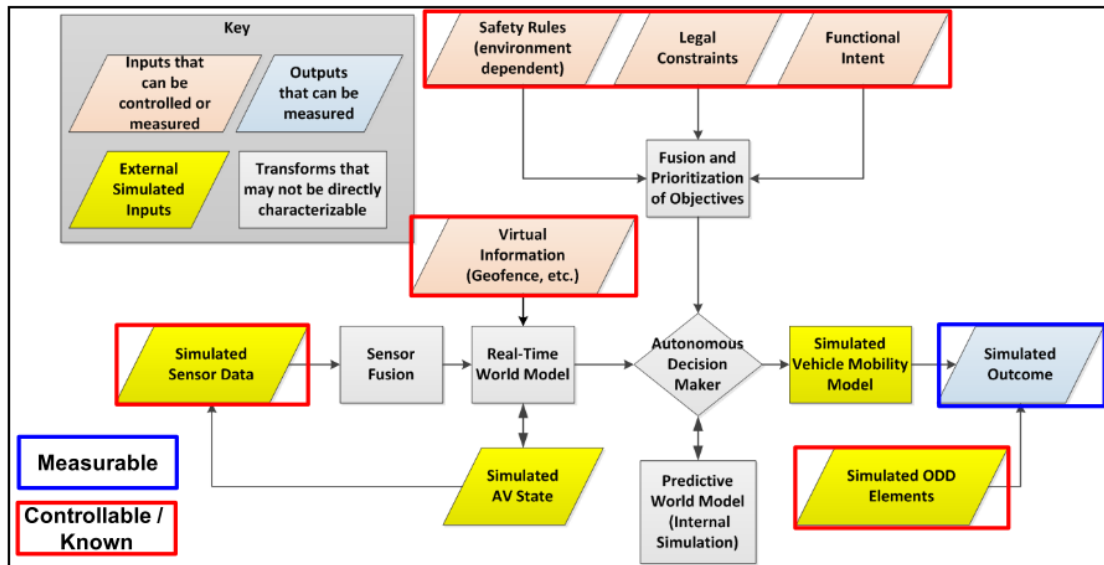 Key
Inputs that
can be
controlled or
measured
Outputs
that can be
measured
External
Simulated
Inputs
Transforms that
may not be directly
characterizable
Safety Rules
(environment
dependent)
Legal
Constraints
Functional
Intent
Fusion and
Prioritization
of Objectives
Virtual
Information
(Geofence, etc.)
Simulated
Sensor Data
Sensor
Fusion
Real-Time
World Model
Autonomous
Decision
Maker
Simulated
Vehicle Mobility
Model
Simulated
Outcome
Measurable
Controllable /
Known
Simulated
AV State
Predictive
World Model
(Internal
Simulation)
Simulated ODD
Elements